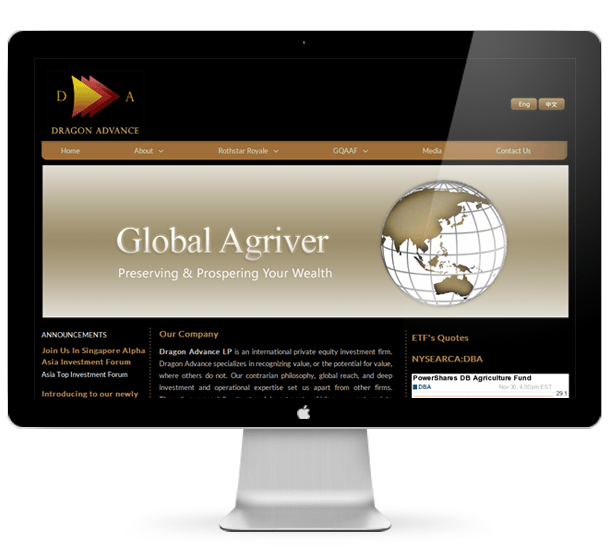 D A
DRAGON ADVANCE
Eng 中文
Home About Rothstar Royale GQAAF Media Contact Us
Global Agriver
Preserving & Prospering Your Wealth
ANNOUNCEMENTS
Join Us In Singapore Alpha
Asia Investment Forum
Asia Top Investment Forum
Introducing to our newly
Our Company
Dragon Advance LP is an international private equity investment firm.
Dragon Advance specializes in recognizing value, or the potential for value,
where others do not. Our contrarian philosophy, global reach, and deep
investment and operational expertise set us apart from other firms.
ETF's Quotes
NYSEARCA:DBA
PowerShares DB Agriculture Fund
DBA Nov 30, 4:00pm EST
29.1